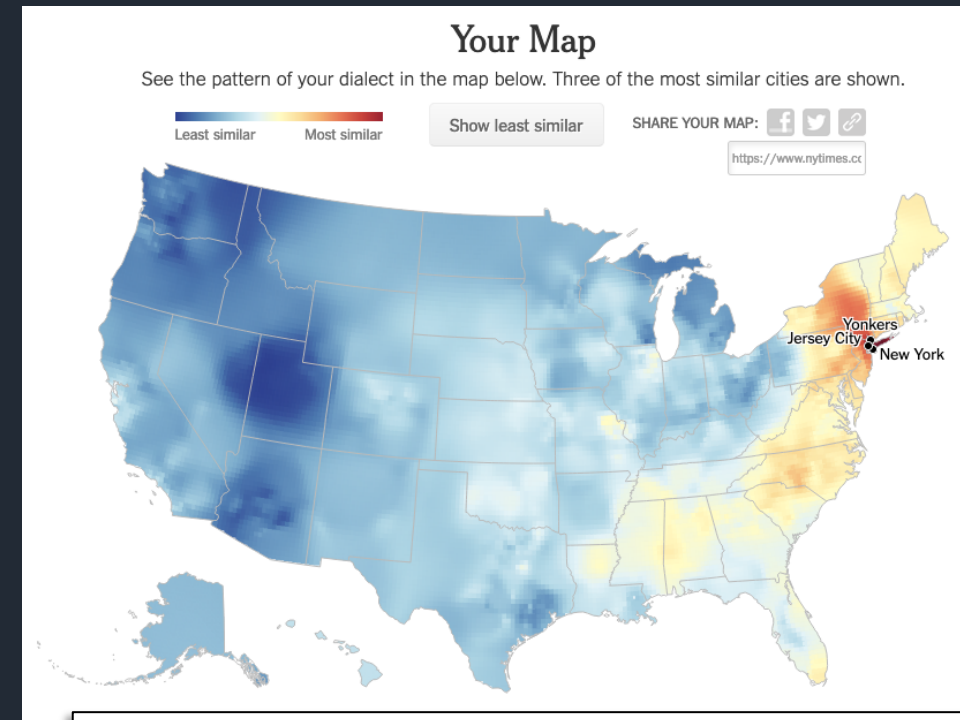 Your Map
See the pattern of your dialect in the map below. Three of the most similar cities are shown.
Least similar
Most similar
Show least similar
SHARE YOUR MAP:
https://www.nytimes.cc
Yonkers
Jersey City
New York